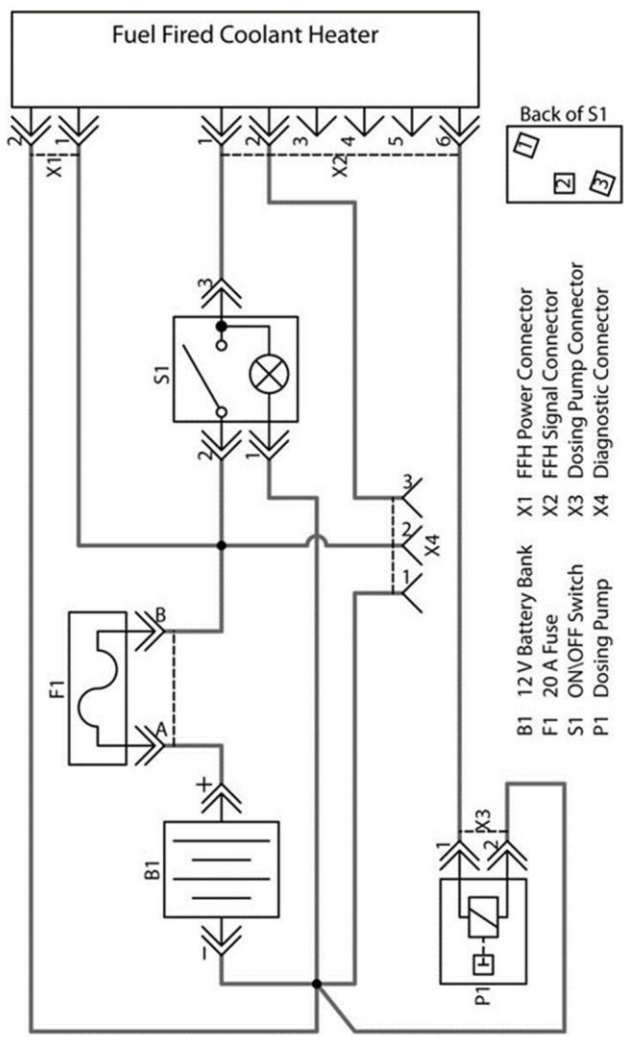 Fuel Fired Coolant Heater
2
1
X1
1
2
3
4
5
6
X2
Back of S1
1
2
3
3
S1
2
1
3
2
1
X4
B
F1
A
+
B1
–
1
2
X3
P1
B1 12 V Battery Bank
F1 20 A Fuse
S1 ON\OFF Switch
P1 Dosing Pump
X1 FFH Power Connector
X2 FFH Signal Connector
X3 Dosing Pump Connector
X4 Diagnostic Connector